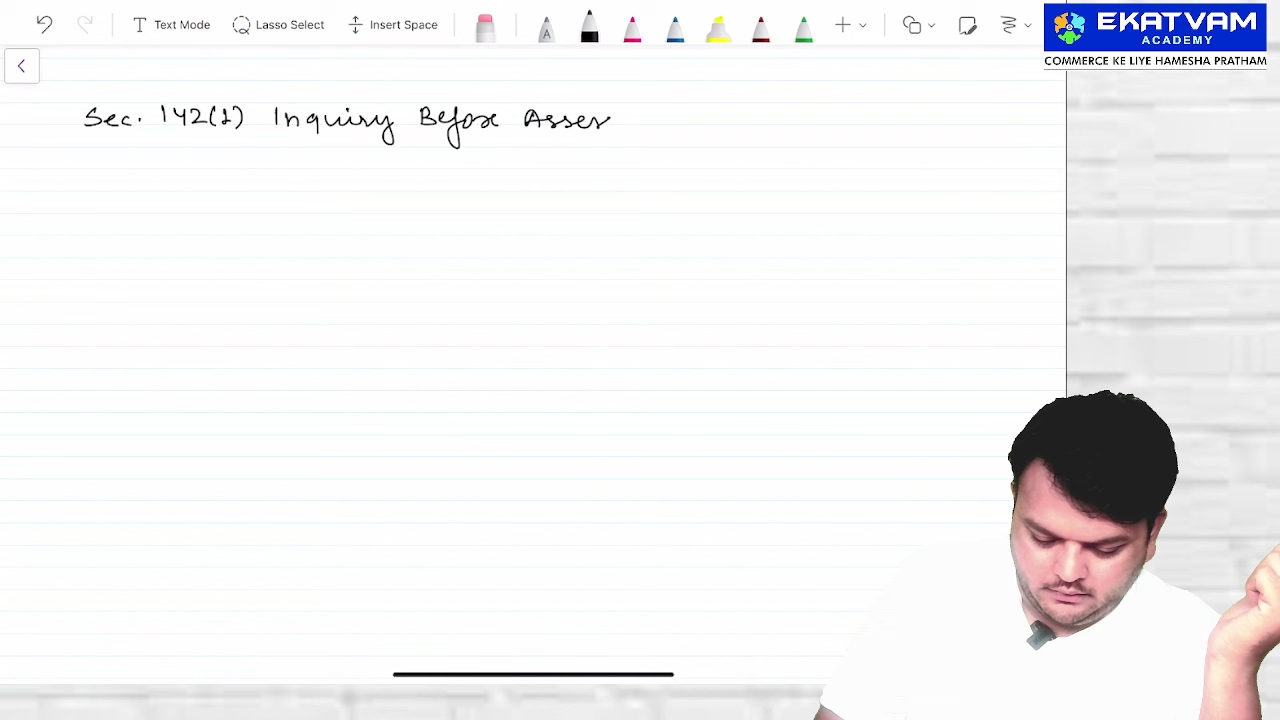 Text Mode Lasso Select Insert Space A
EKATVAM
ACADEMY
COMMERCE KE LIYE HAMESHA PRATHAM
Sec. 142(1) Inquiry Before Asses